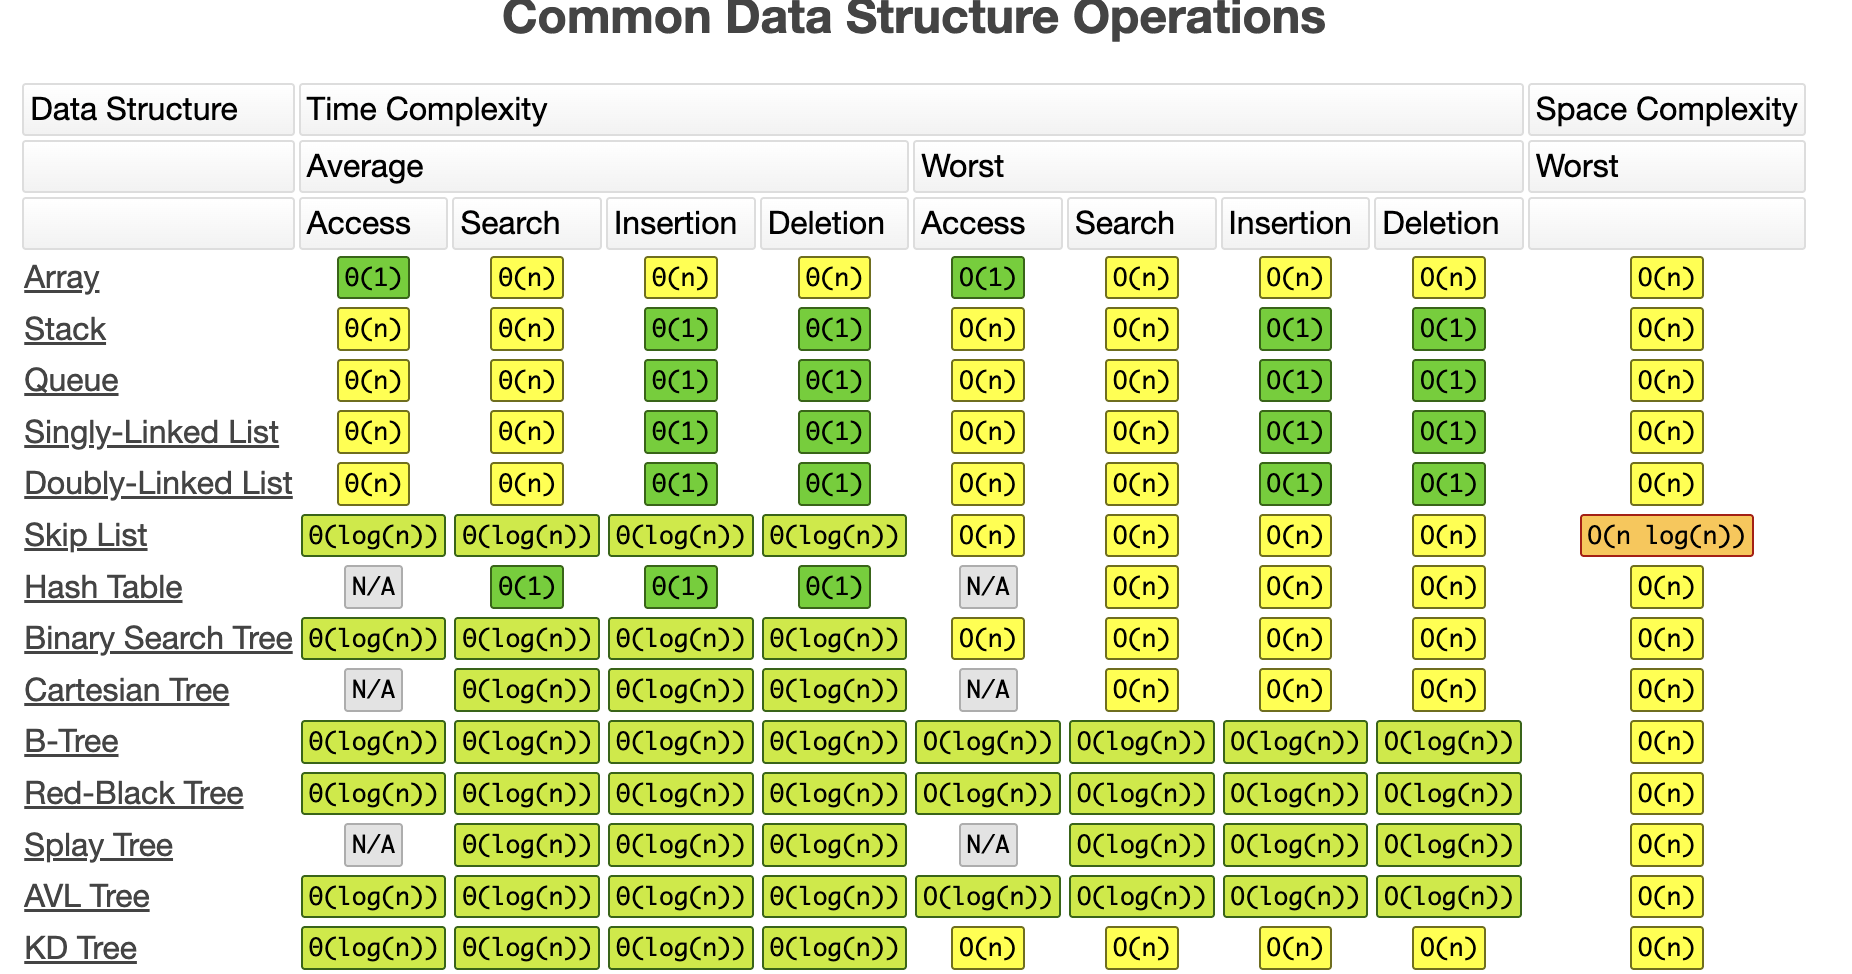 Common Data Structure Operations
Data Structure Time Complexity Space Complexity
Average Worst Worst
Access Search Insertion Deletion Access Search Insertion Deletion
Array Θ(1) Θ(n) Θ(n) Θ(n) O(1) O(n) O(n) O(n) O(n)
Stack Θ(n) Θ(n) Θ(1) Θ(1) O(n) O(n) O(1) O(1) O(n)
Queue Θ(n) Θ(n) Θ(1) Θ(1) O(n) O(n) O(1) O(1) O(n)
Singly-Linked List Θ(n) Θ(n) Θ(1) Θ(1) O(n) O(n) O(1) O(1) O(n)
Doubly-Linked List Θ(n) Θ(n) Θ(1) Θ(1) O(n) O(n) O(1) O(1) O(n)
Skip List Θ(log(n)) Θ(log(n)) Θ(log(n)) Θ(log(n)) O(n) O(n) O(n) O(n) O(n log(n))
Hash Table N/A Θ(1) Θ(1) Θ(1) N/A O(n) O(n) O(n) O(n)
Binary Search Tree Θ(log(n)) Θ(log(n)) Θ(log(n)) Θ(log(n)) O(n) O(n) O(n) O(n) O(n)
Cartesian Tree N/A Θ(log(n)) Θ(log(n)) Θ(log(n)) N/A O(n) O(n) O(n) O(n)
B-Tree Θ(log(n)) Θ(log(n)) Θ(log(n)) Θ(log(n)) O(log(n)) O(log(n)) O(log(n)) O(log(n)) O(n)
Red-Black Tree Θ(log(n)) Θ(log(n)) Θ(log(n)) Θ(log(n)) O(log(n)) O(log(n)) O(log(n)) O(log(n)) O(n)
Splay Tree N/A Θ(log(n)) Θ(log(n)) Θ(log(n)) N/A O(log(n)) O(log(n)) O(log(n)) O(n)
AVL Tree Θ(log(n)) Θ(log(n)) Θ(log(n)) Θ(log(n)) O(log(n)) O(log(n)) O(log(n)) O(log(n)) O(n)
KD Tree Θ(log(n)) Θ(log(n)) Θ(log(n)) Θ(log(n)) O(n) O(n) O(n) O(n) O(n)